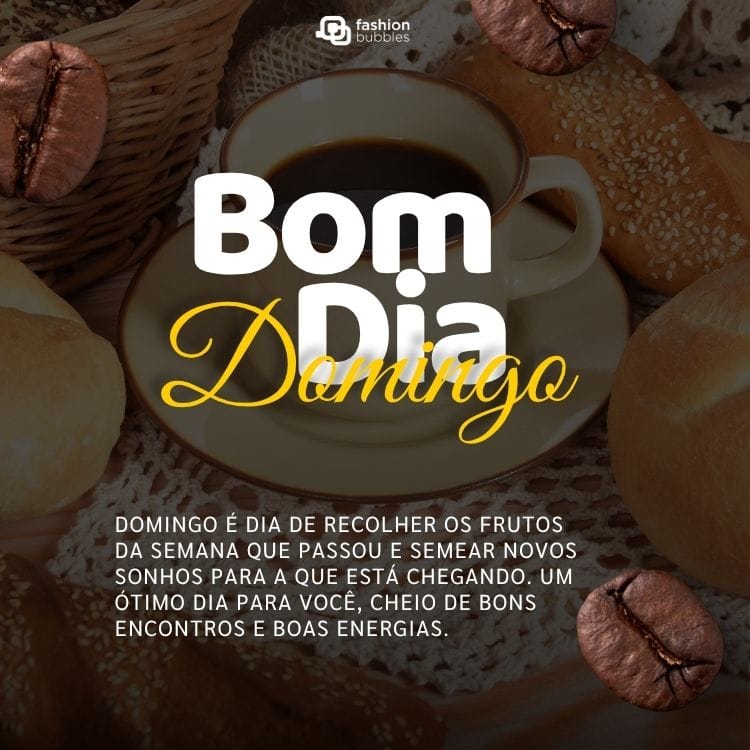 fashion
bubbles
Bom
Dia
Domingo
DOMINGO É DIA DE RECOLHER OS FRUTOS
DA SEMANA QUE PASSOU E SEMEAR NOVOS
SONHOS PARA A QUE ESTÁ CHEGANDO. UM
ÓTIMO DIA PARA VOCÊ, CHEIO DE BONS
ENCONTROS E BOAS ENERGIAS.